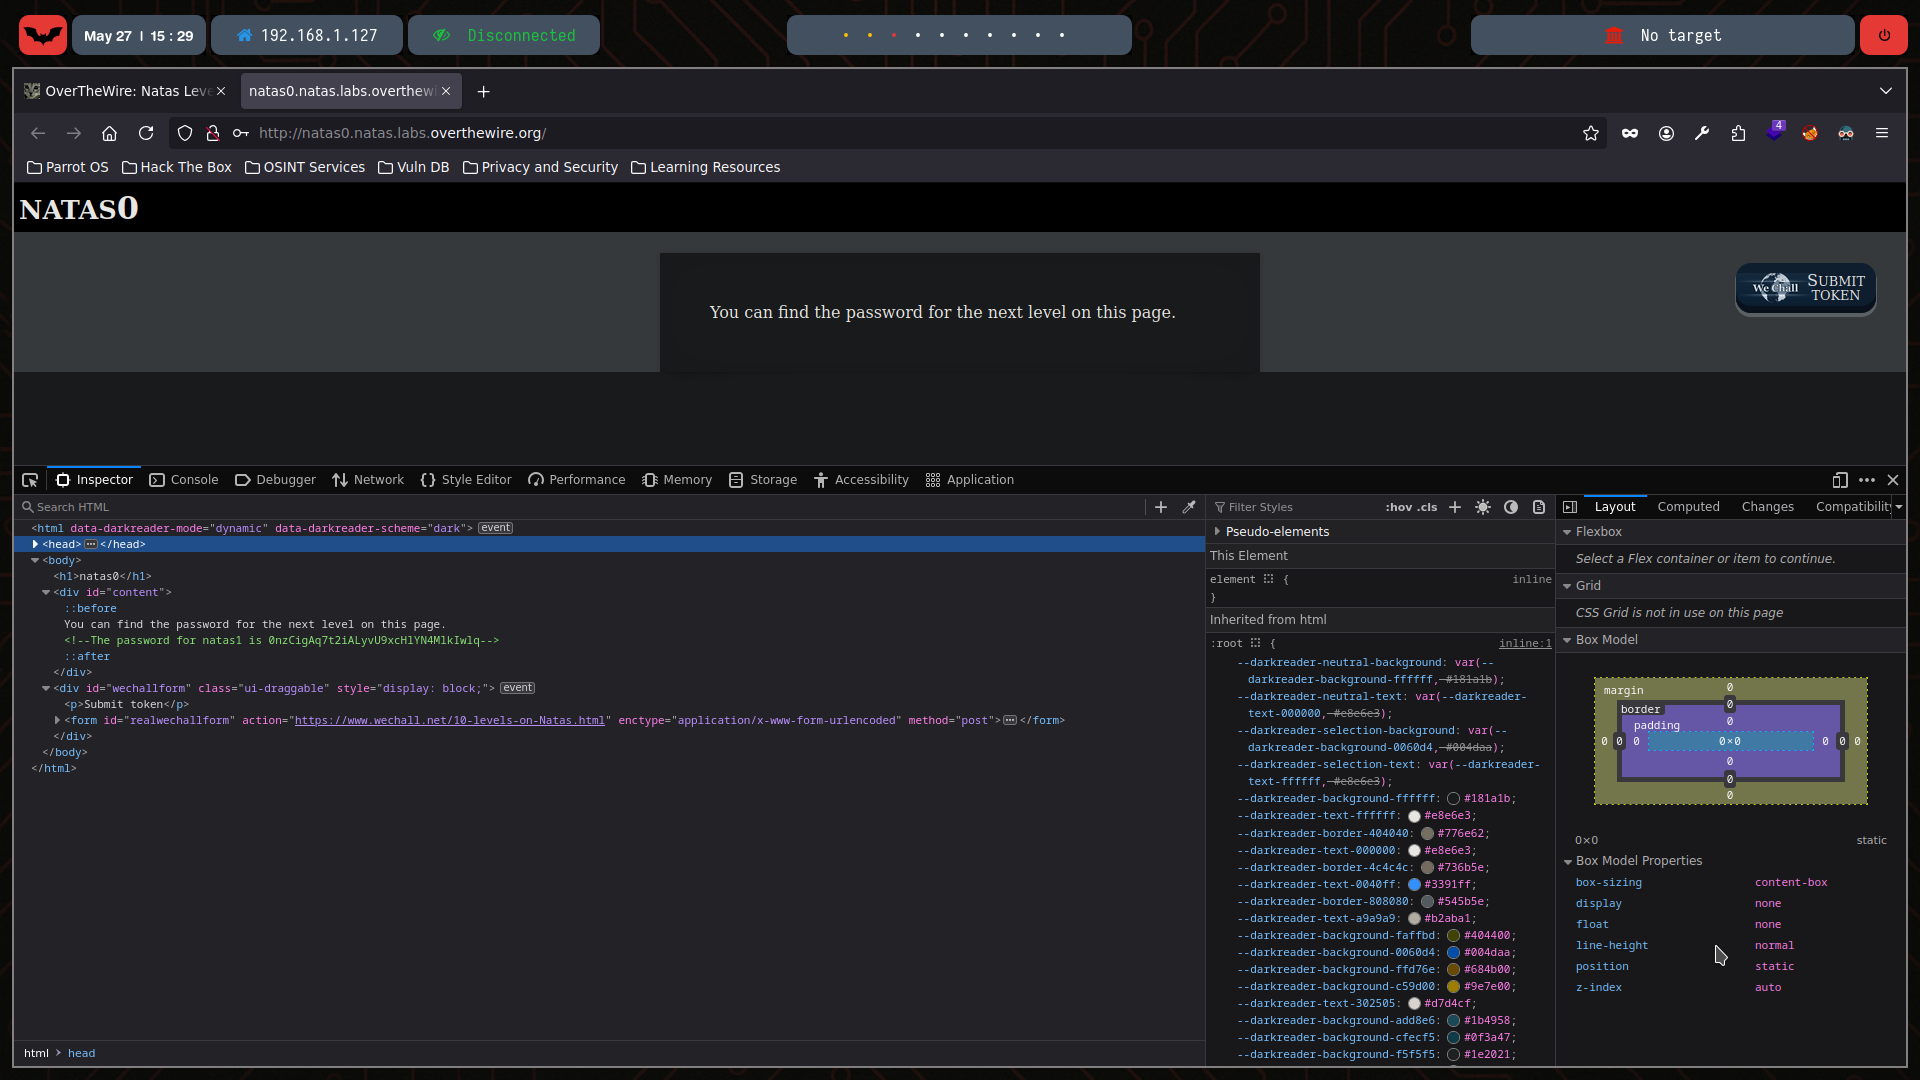 May 27 | 15 : 29
192.168.1.127
Disconnected
No target
OverTheWire: Natas Leve
natas0.natas.labs.overthewi
http://natas0.natas.labs.overthewire.org/
4
Parrot OS
Hack The Box
OSINT Services
Vuln DB
Privacy and Security
Learning Resources
NATAS0
You can find the password for the next level on this page.
We Chall
SUBMIT
TOKEN
Inspector
Console
Debugger
Network
Style Editor
Performance
Memory
Storage
Accessibility
Application
Search HTML
<html data-darkreader-mode="dynamic" data-darkreader-scheme="dark"> event
<head> ··· </head>
<body>
<h1>natas0</h1>
<div id="content">
::before
You can find the password for the next level on this page.
<!--The password for natas1 is 0nzCigAq7t2iALyvU9xcHlYN4MlkIwlq-->
::after
</div>
<div id="wechallform" class="ui-draggable" style="display: block;"> event
<p>Submit token</p>
<form id="realwechallform" action="https://www.wechall.net/10-levels-on-Natas.html" enctype="application/x-www-form-urlencoded" method="post"> ··· </form>
</div>
</body>
</html>
html > head
Filter Styles
:hov .cls
Pseudo-elements
This Element
element { inline
}
Inherited from html
:root { inline:1
--darkreader-neutral-background: var(--
darkreader-background-ffffff, #181a1b);
--darkreader-neutral-text: var(--darkreader-
text-000000, #e8e6e3);
--darkreader-selection-background: var(--
darkreader-background-0060d4, #004daa);
--darkreader-selection-text: var(--darkreader-
text-ffffff, #e8e6e3);
--darkreader-background-ffffff: #181a1b;
--darkreader-text-ffffff: #e8e6e3;
--darkreader-border-404040: #776e62;
--darkreader-text-000000: #e8e6e3;
--darkreader-border-4c4c4c: #736b5e;
--darkreader-text-0040ff: #3391ff;
--darkreader-border-808080: #545b5e;
--darkreader-text-a9a9a9: #b2aba1;
--darkreader-background-faffbd: #404400;
--darkreader-background-0060d4: #004daa;
--darkreader-background-ffd76e: #684b00;
--darkreader-background-c59d00: #9e7e00;
--darkreader-text-302505: #d7d4cf;
--darkreader-background-add8e6: #1b4958;
--darkreader-background-cfecf5: #0f3a47;
--darkreader-background-f5f5f5: #1e2021;
Layout
Computed
Changes
Compatibilit
Flexbox
Select a Flex container or item to continue.
Grid
CSS Grid is not in use on this page
Box Model
margin 0
border 0
padding 0
0 0 0 0×0 0 0 0
0
0
0
0×0 static
Box Model Properties
box-sizing content-box
display none
float none
line-height normal
position static
z-index auto